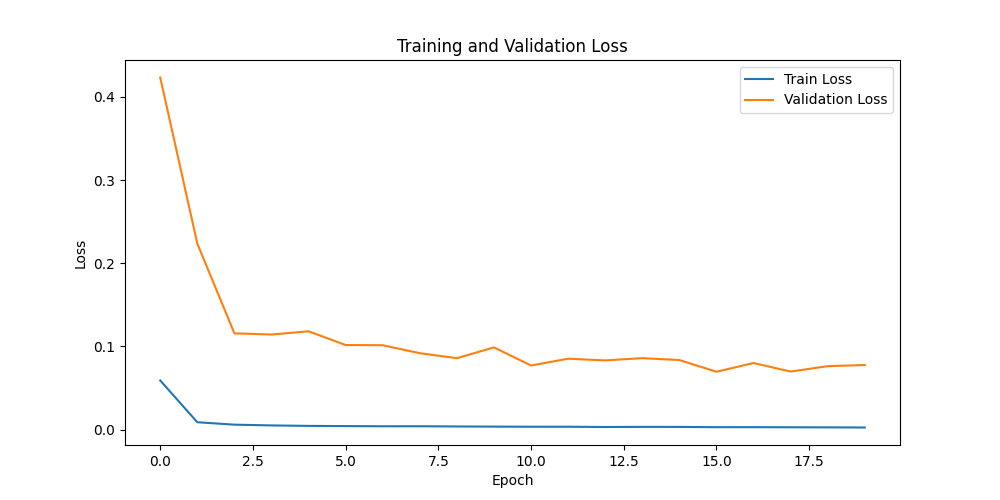 Training and Validation Loss
Train Loss
Validation Loss
0.4
0.3
0.2
0.1
0.0
Loss
0.0 2.5 5.0 7.5 10.0 12.5 15.0 17.5
Epoch